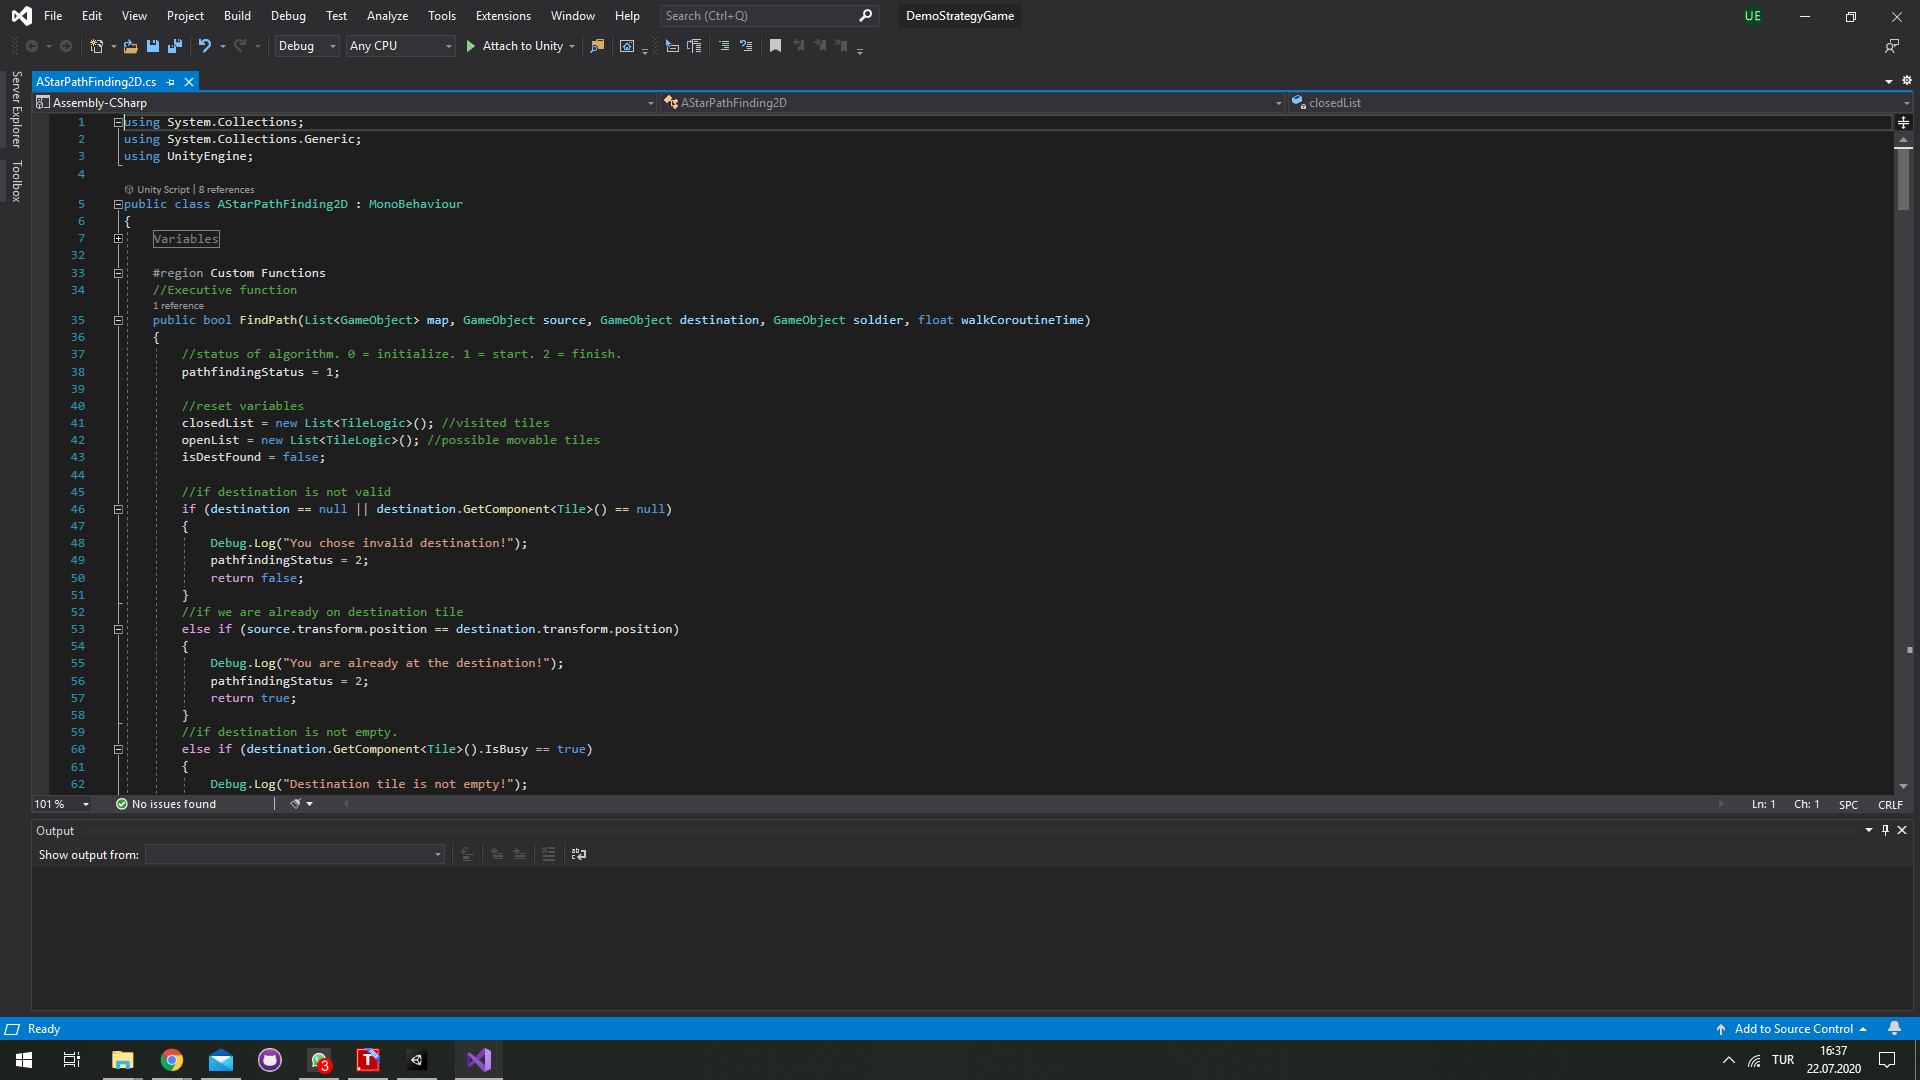 File Edit View Project Build Debug Test Analyze Tools Extensions Window Help Search (Ctrl+Q) DemoStrategyGame UE
Debug Any CPU Attach to Unity
Server Explorer
Toolbox
AStarPathFinding2D.cs
Assembly-CSharp AStarPathFinding2D closedList
1 using System.Collections;
2 using System.Collections.Generic;
3 using UnityEngine;
4
Unity Script | 8 references
5 public class AStarPathFinding2D : MonoBehaviour
6 {
7 Variables
32
33 #region Custom Functions
34 //Executive function
1 reference
35 public bool FindPath(List<GameObject> map, GameObject source, GameObject destination, GameObject soldier, float walkCoroutineTime)
36 {
37 //status of algorithm. 0 = initialize. 1 = start. 2 = finish.
38 pathfindingStatus = 1;
39
40 //reset variables
41 closedList = new List<TileLogic>(); //visited tiles
42 openList = new List<TileLogic>(); //possible movable tiles
43 isDestFound = false;
44
45 //if destination is not valid
46 if (destination == null || destination.GetComponent<Tile>() == null)
47 {
48 Debug.Log("You chose invalid destination!");
49 pathfindingStatus = 2;
50 return false;
51 }
52 //if we are already on destination tile
53 else if (source.transform.position == destination.transform.position)
54 {
55 Debug.Log("You are already at the destination!");
56 pathfindingStatus = 2;
57 return true;
58 }
59 //if destination is not empty.
60 else if (destination.GetComponent<Tile>().IsBusy == true)
61 {
62 Debug.Log("Destination tile is not empty!");
101 % No issues found Ln: 1 Ch: 1 SPC CRLF
Output
Show output from:
Ready Add to Source Control
3 T TUR 16:37
22.07.2020